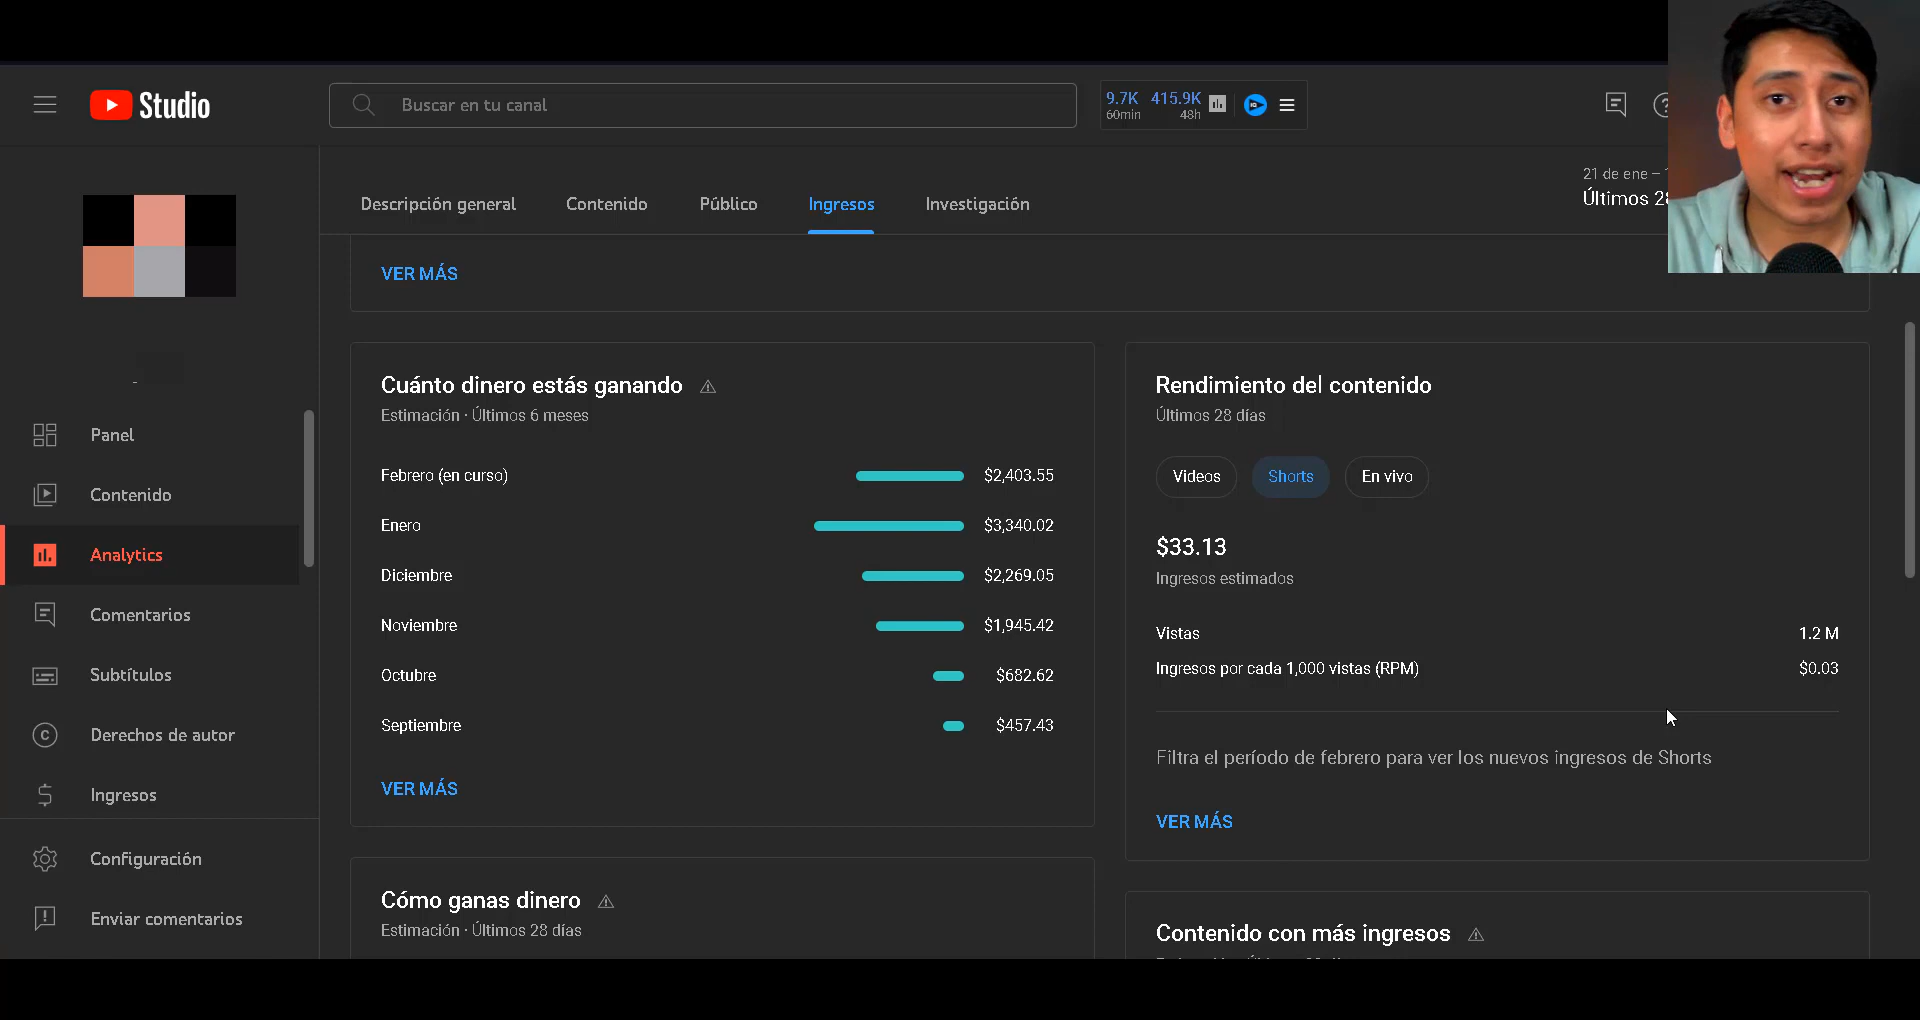 Studio
Buscar en tu canal
9.7K 415.9K
60min 48h
21 de ene –
Últimos
Descripción general Contenido Público Ingresos Investigación
VER MÁS
Panel
Contenido
Analytics
Comentarios
Subtítulos
Derechos de autor
Ingresos
Configuración
Enviar comentarios
Cuánto dinero estás ganando
Estimación · Últimos 6 meses
Febrero (en curso) $2,403.55
Enero $3,340.02
Diciembre $2,269.05
Noviembre $1,945.42
Octubre $682.62
Septiembre $457.43
VER MÁS
Cómo ganas dinero
Estimación · Últimos 28 días
Rendimiento del contenido
Últimos 28 días
Videos Shorts En vivo
$33.13
Ingresos estimados
Vistas 1.2 M
Ingresos por cada 1,000 vistas (RPM) $0.03
Filtra el período de febrero para ver los nuevos ingresos de Shorts
VER MÁS
Contenido con más ingresos